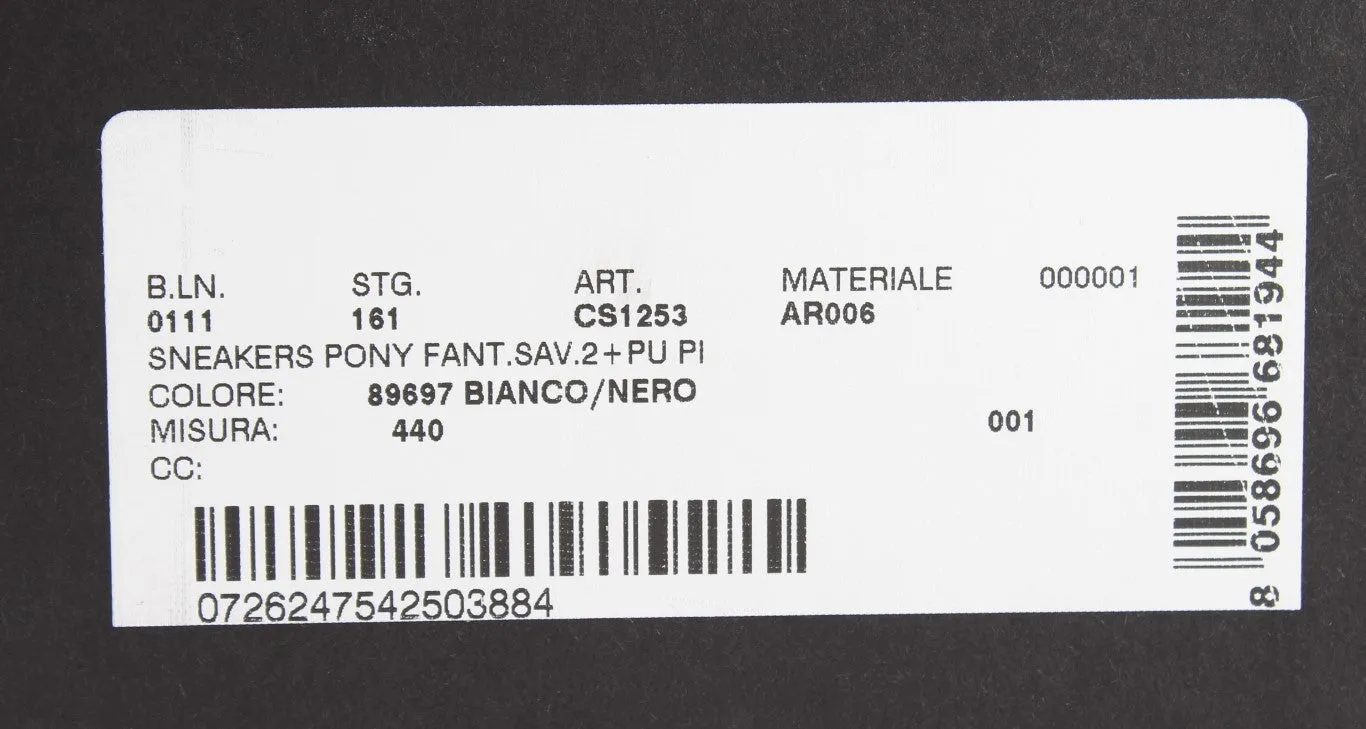 B.LN. STG. ART. MATERIALE 000001
0111 161 CS1253 AR006
SNEAKERS PONY FANT.SAV.2+PU PI
COLORE: 89697 BIANCO/NERO
MISURA: 440 001
CC:
0726247542503884
8 058696 681944